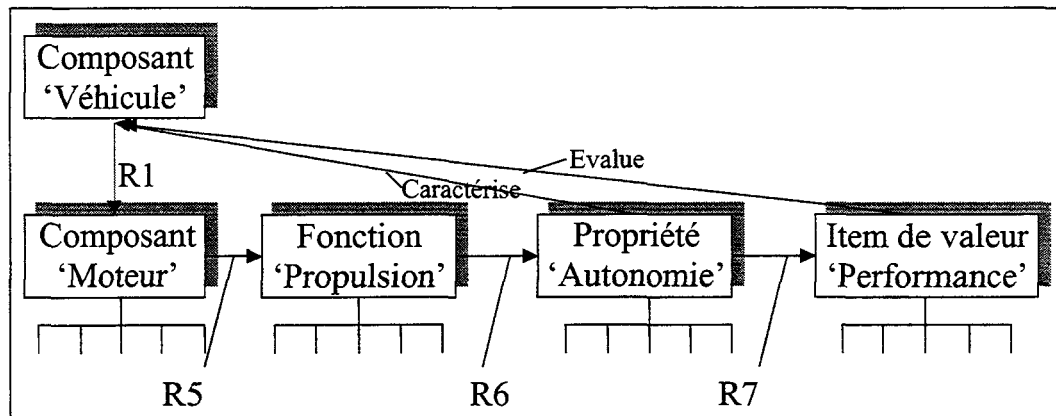 Composant
‘Véhicule’
Evalue
R1
Caractérise
Composant
‘Moteur’
Fonction
‘Propulsion’
Propriété
‘Autonomie’
Item de valeur
‘Performance’
R5
R6
R7